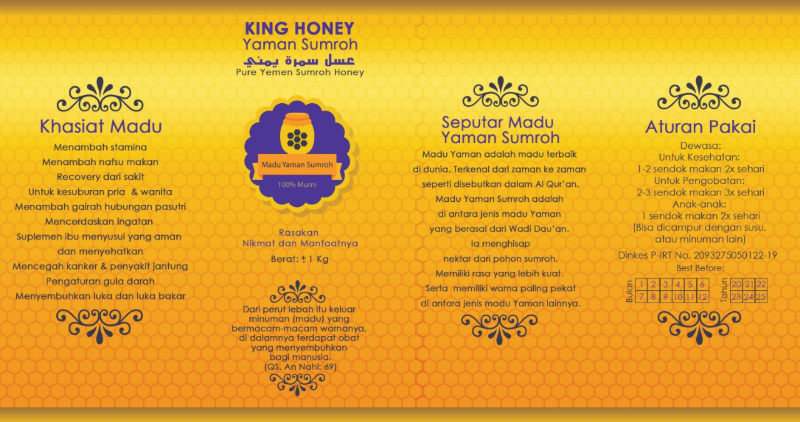 Khasiat Madu
Menambah stamina
Menambah nafsu makan
Recovery dari sakit
Untuk kesuburan pria & wanita
Menambah gairah hubungan pasutri
Mencerdaskan ingatan
Suplemen ibu menyusui yang aman
dan menyehatkan
Mencegah kanker & penyakit jantung
Pengaturan gula darah
Menyembuhkan luka dan luka bakar
KING HONEY
Yaman Sumroh
عسل سمرة يمني
Pure Yemen Sumroh Honey
Madu Yaman Sumroh
100% Murni
Rasakan
Nikmat dan Manfaatnya
Berat: ± 1 Kg
Dari perut lebah itu keluar
minuman (madu) yang
bermacam-macam warnanya,
di dalamnya terdapat obat
yang menyembuhkan
bagi manusia.
(QS. An Nahl: 69)
Seputar Madu
Yaman Sumroh
Madu Yaman adalah madu terbaik
di dunia. Terkenal dari zaman ke zaman
seperti disebutkan dalam Al Qur'an.
Madu Yaman Sumroh adalah
di antara jenis madu Yaman
yang berasal dari Wadi Dau'an.
Ia menghisap
nektar dari pohon sumroh.
Memiliki rasa yang lebih kuat.
Serta memiliki warna paling pekat
di antara jenis madu Yaman lainnya.
Aturan Pakai
Dewasa:
Untuk Kesehatan:
1-2 sendok makan 2x sehari
Untuk Pengobatan:
2-3 sendok makan 3x sehari
Anak-anak:
1 sendok makan 2x sehari
(Bisa dicampur dengan susu,
atau minuman lain)
Dinkes P-IRT No. 2093275050122-19
Best Before:
Bulan
1 2 3 4 5 6
7 8 9 10 11 12
Tahun
20 21 22
23 24 25